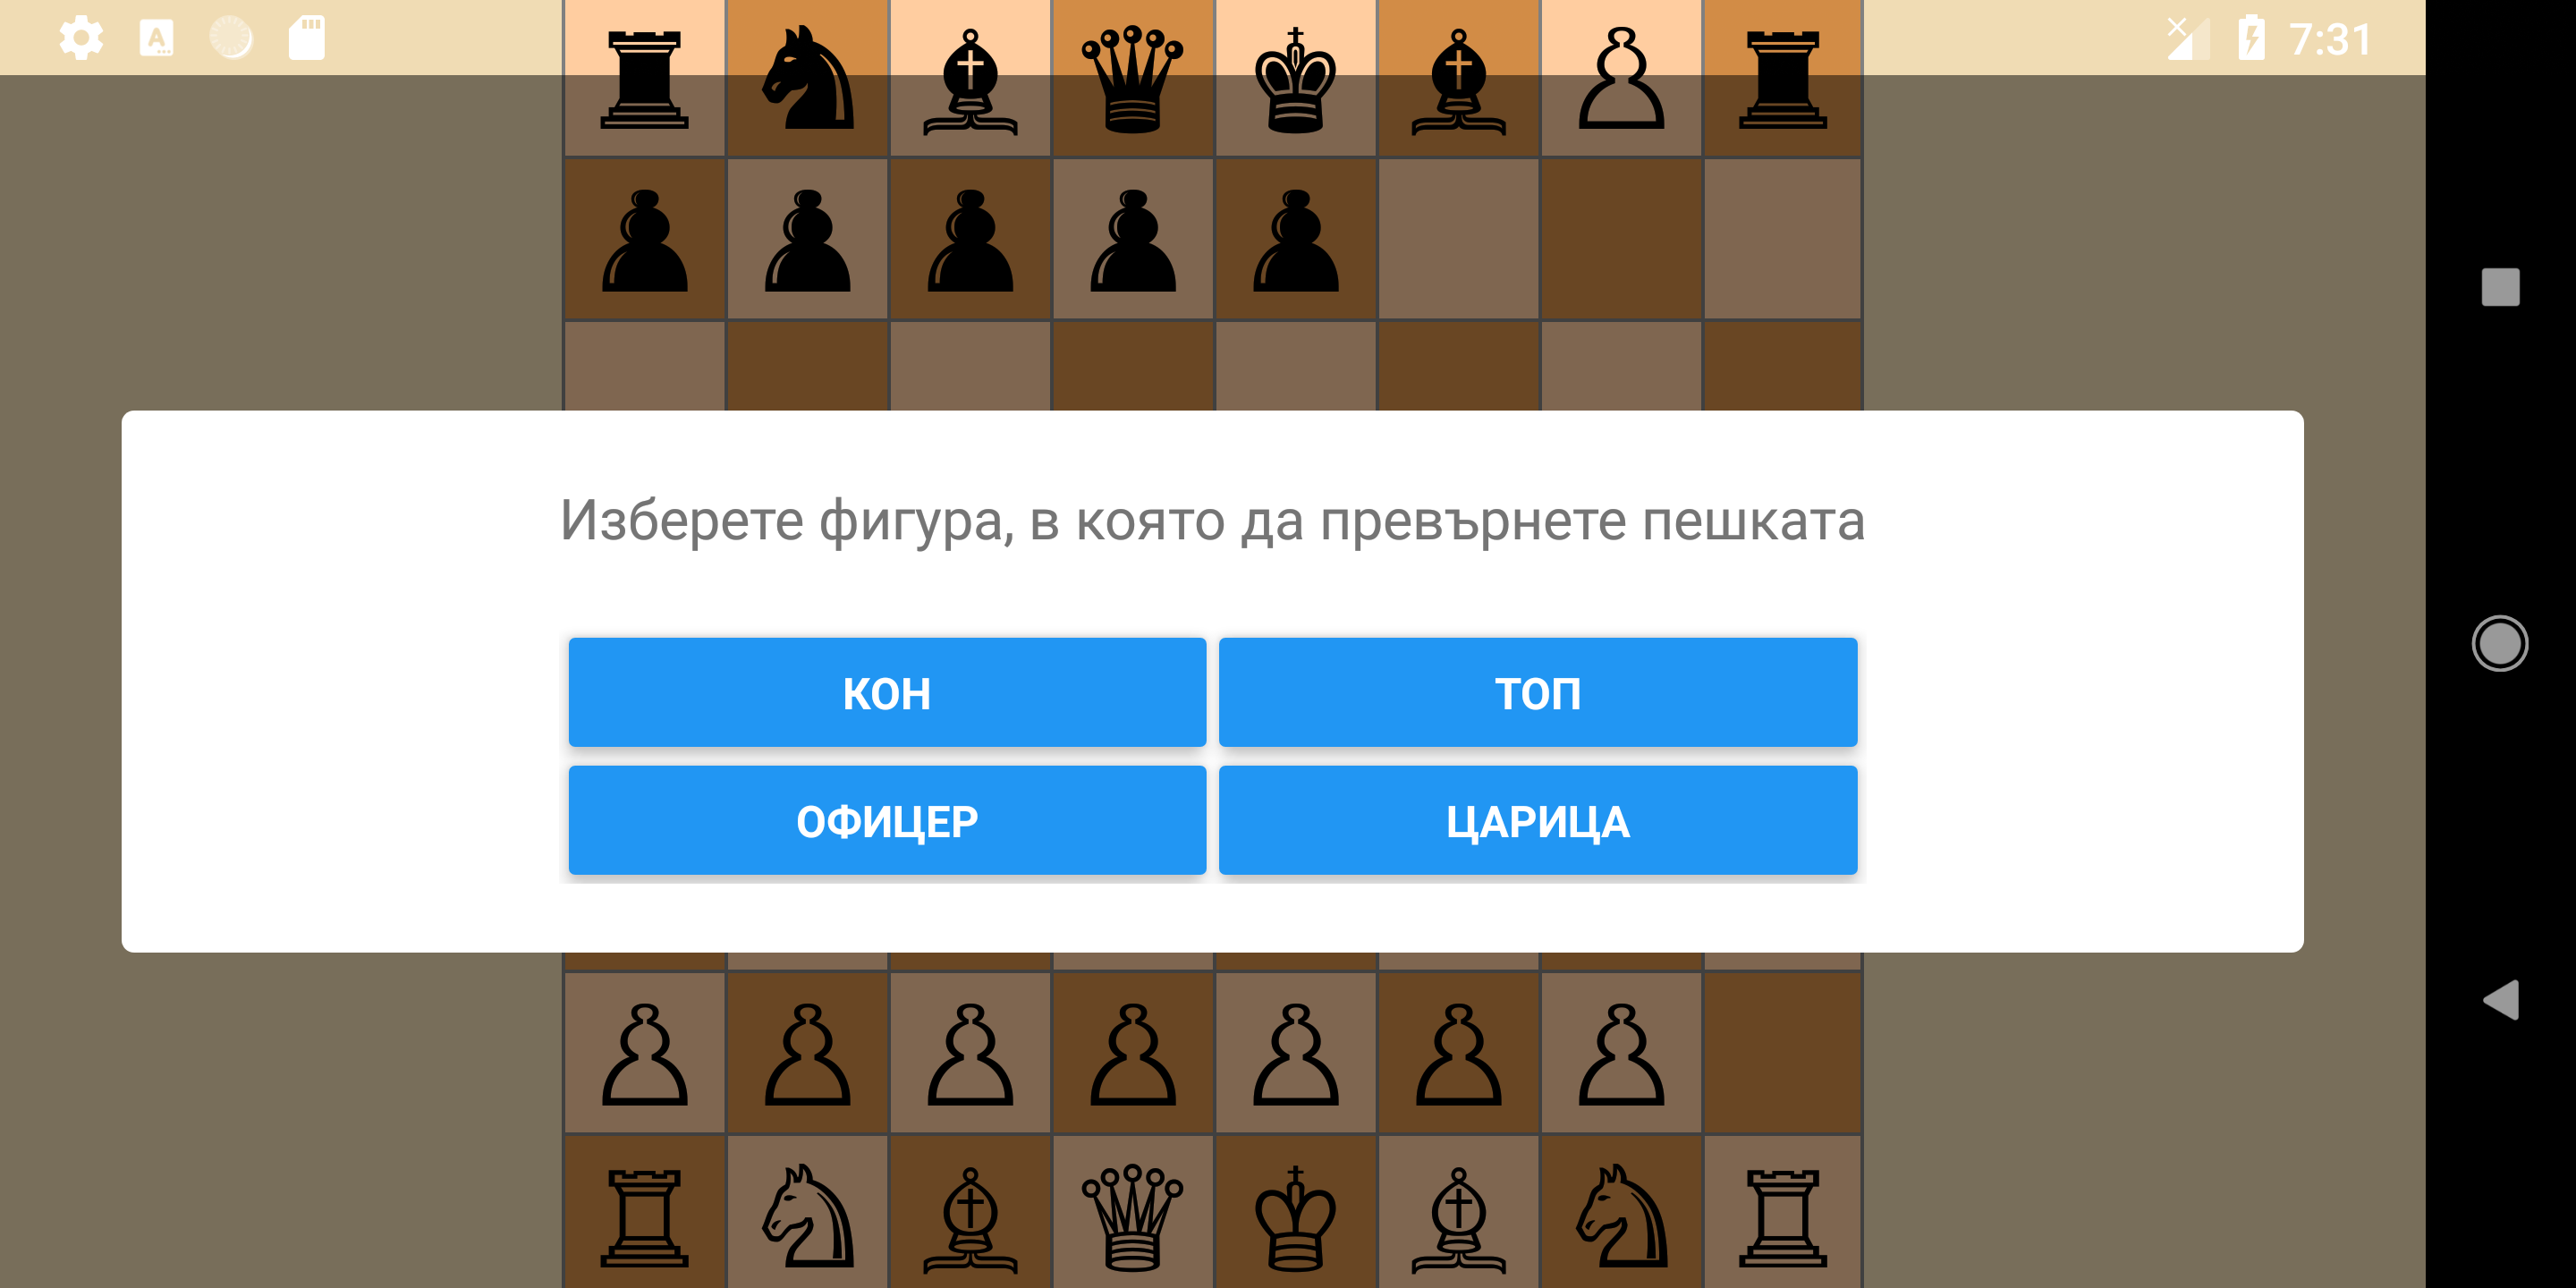 7:31
Изберете фигура, в която да превърнете пешката
КОН
ТОП
ОФИЦЕР
ЦАРИЦА